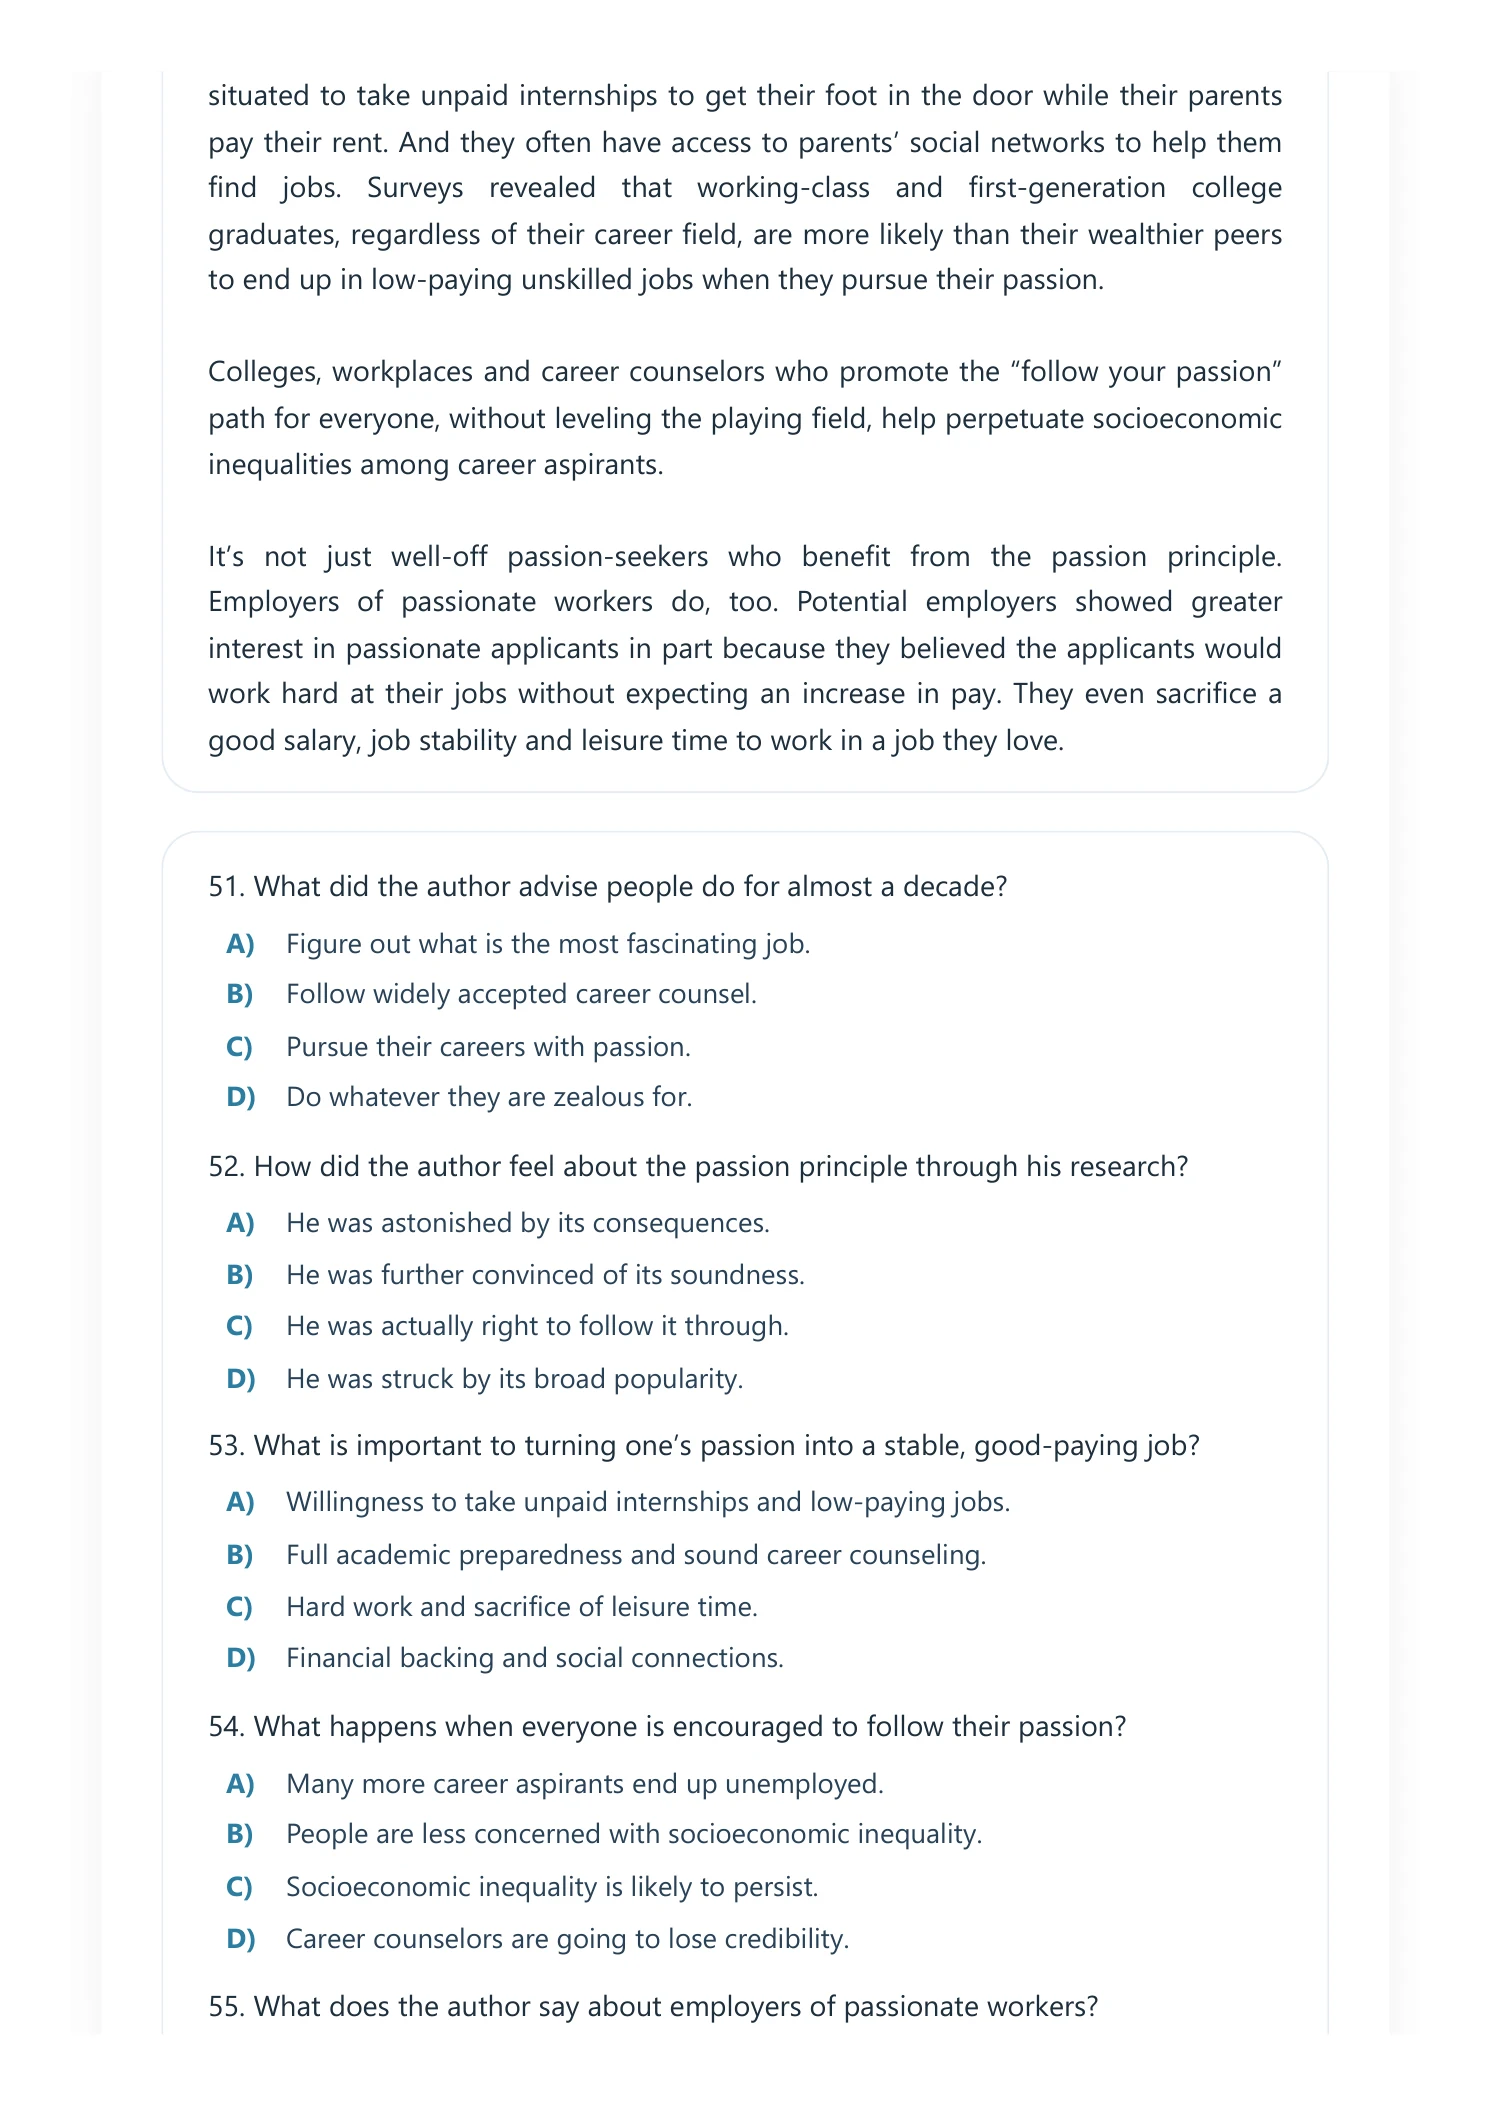 situated to take unpaid internships to get their foot in the door while their parents
pay their rent. And they often have access to parents’ social networks to help them
find jobs. Surveys revealed that working-class and first-generation college
graduates, regardless of their career field, are more likely than their wealthier peers
to end up in low-paying unskilled jobs when they pursue their passion.
Colleges, workplaces and career counselors who promote the “follow your passion”
path for everyone, without leveling the playing field, help perpetuate socioeconomic
inequalities among career aspirants.
It’s not just well-off passion-seekers who benefit from the passion principle.
Employers of passionate workers do, too. Potential employers showed greater
interest in passionate applicants in part because they believed the applicants would
work hard at their jobs without expecting an increase in pay. They even sacrifice a
good salary, job stability and leisure time to work in a job they love.
51. What did the author advise people do for almost a decade?
A) Figure out what is the most fascinating job.
B) Follow widely accepted career counsel.
C) Pursue their careers with passion.
D) Do whatever they are zealous for.
52. How did the author feel about the passion principle through his research?
A) He was astonished by its consequences.
B) He was further convinced of its soundness.
C) He was actually right to follow it through.
D) He was struck by its broad popularity.
53. What is important to turning one’s passion into a stable, good-paying job?
A) Willingness to take unpaid internships and low-paying jobs.
B) Full academic preparedness and sound career counseling.
C) Hard work and sacrifice of leisure time.
D) Financial backing and social connections.
54. What happens when everyone is encouraged to follow their passion?
A) Many more career aspirants end up unemployed.
B) People are less concerned with socioeconomic inequality.
C) Socioeconomic inequality is likely to persist.
D) Career counselors are going to lose credibility.
55. What does the author say about employers of passionate workers?